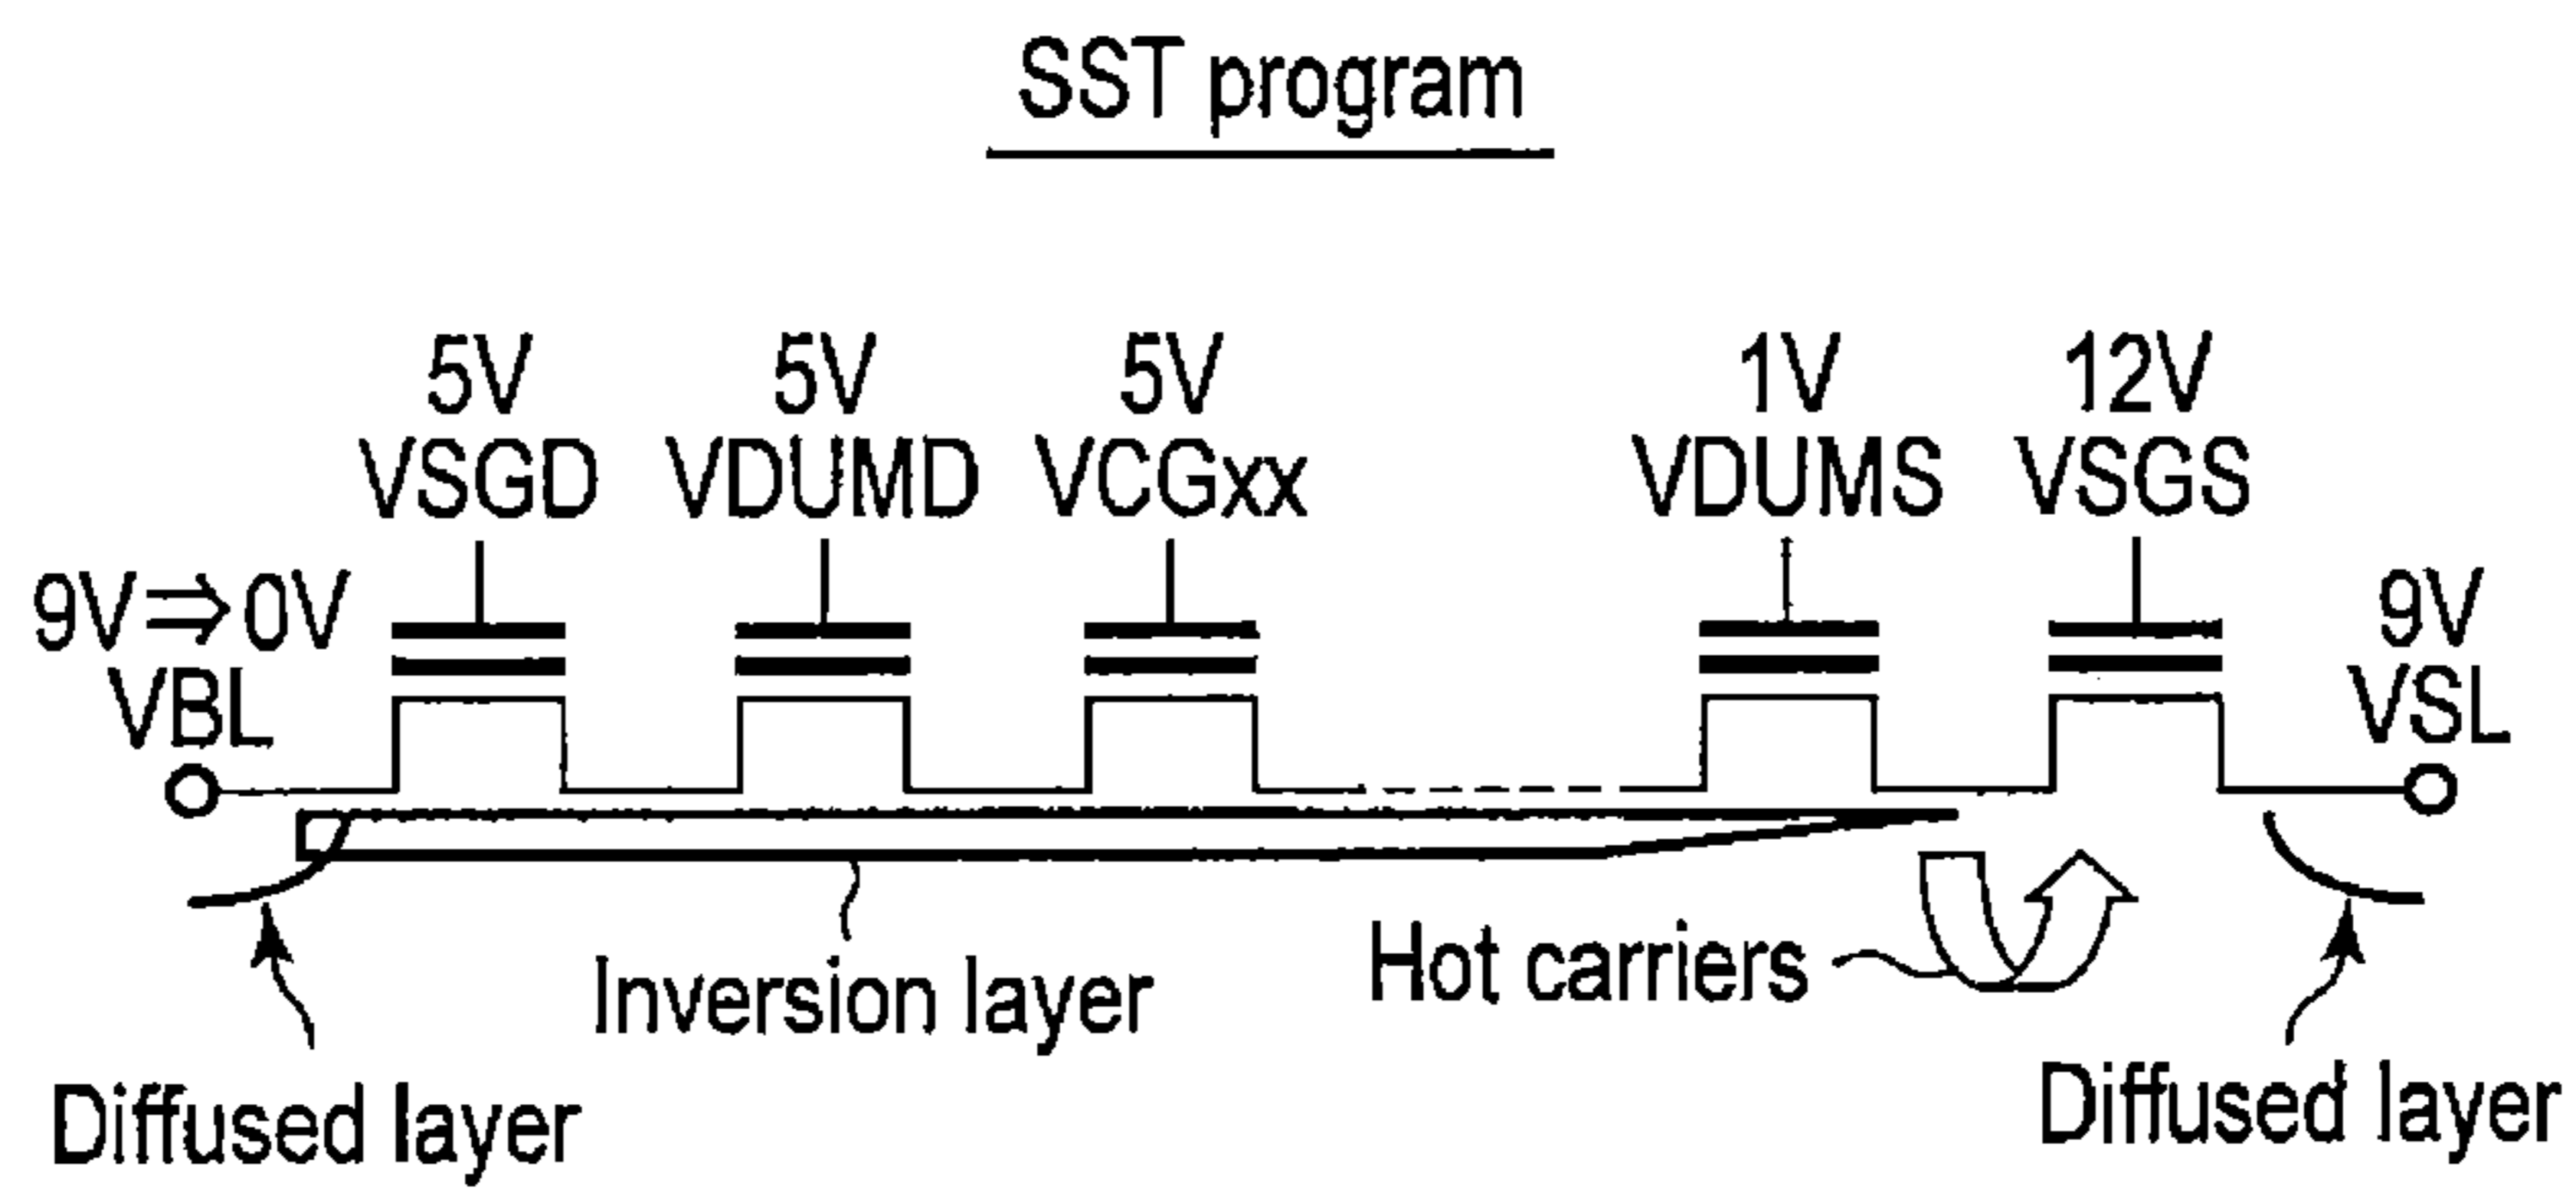 SST program
5V 5V 5V 1V 12V
VSGD VDUMD VCGxx VDUMS VSGS
9V⇒0V 9V
VBL VSL
Inversion layer Hot carriers
Diffused layer Diffused layer